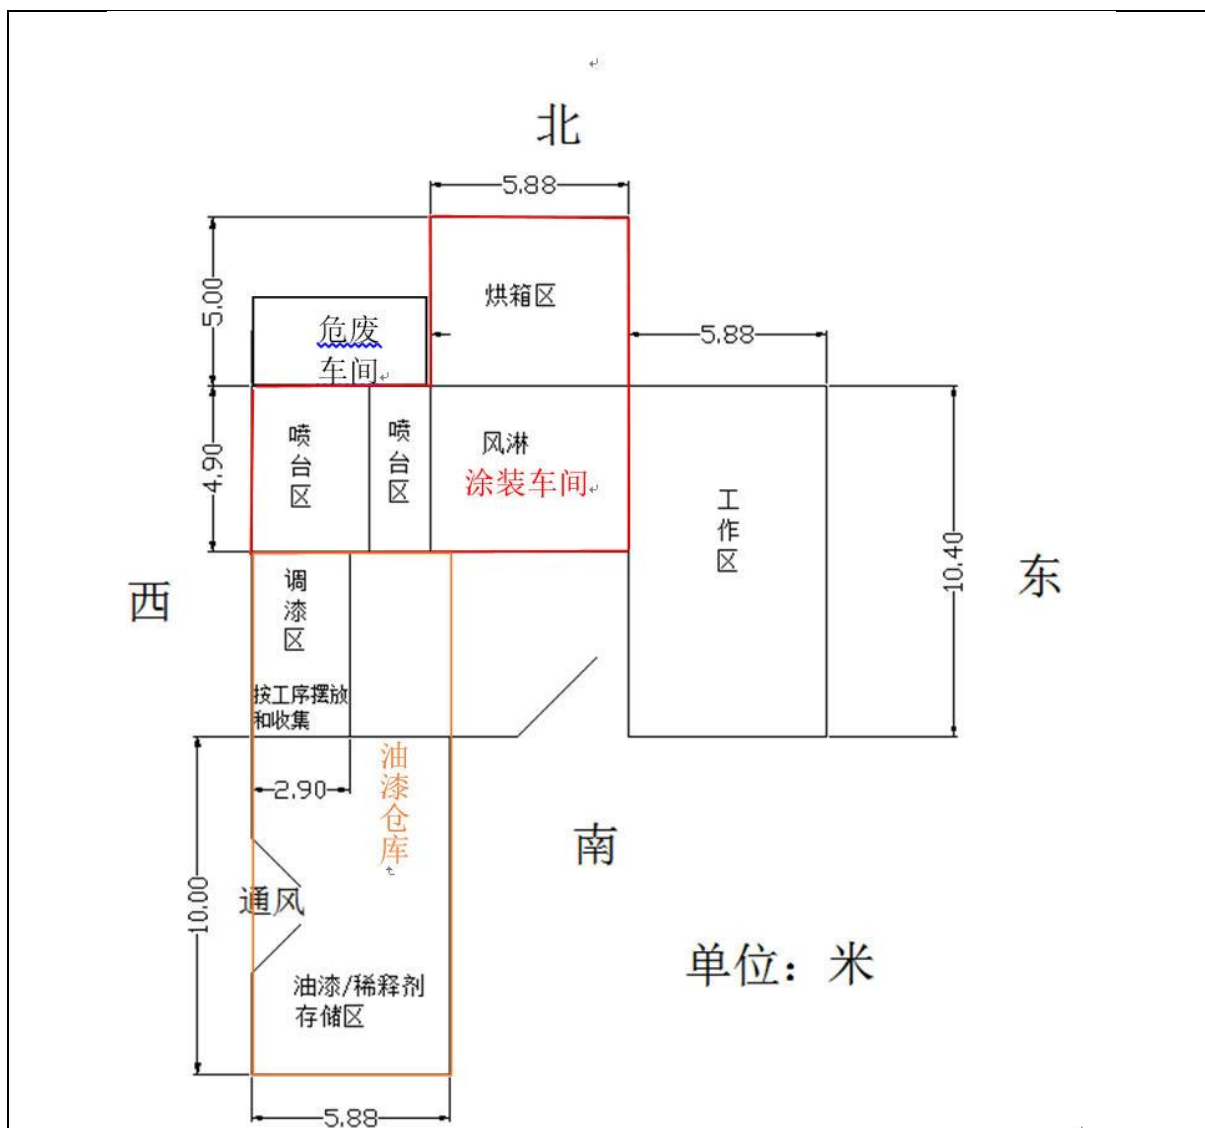 北
5.88
5.00
烘箱区
危废
车间
5.88
4.90
喷台区
喷台区
风淋
涂装车间
工作区
10.40
西
东
调漆区
按工序摆放
和收集
2.90
油漆仓库
南
10.00
通风
单位：米
油漆/稀释剂
存储区
5.88